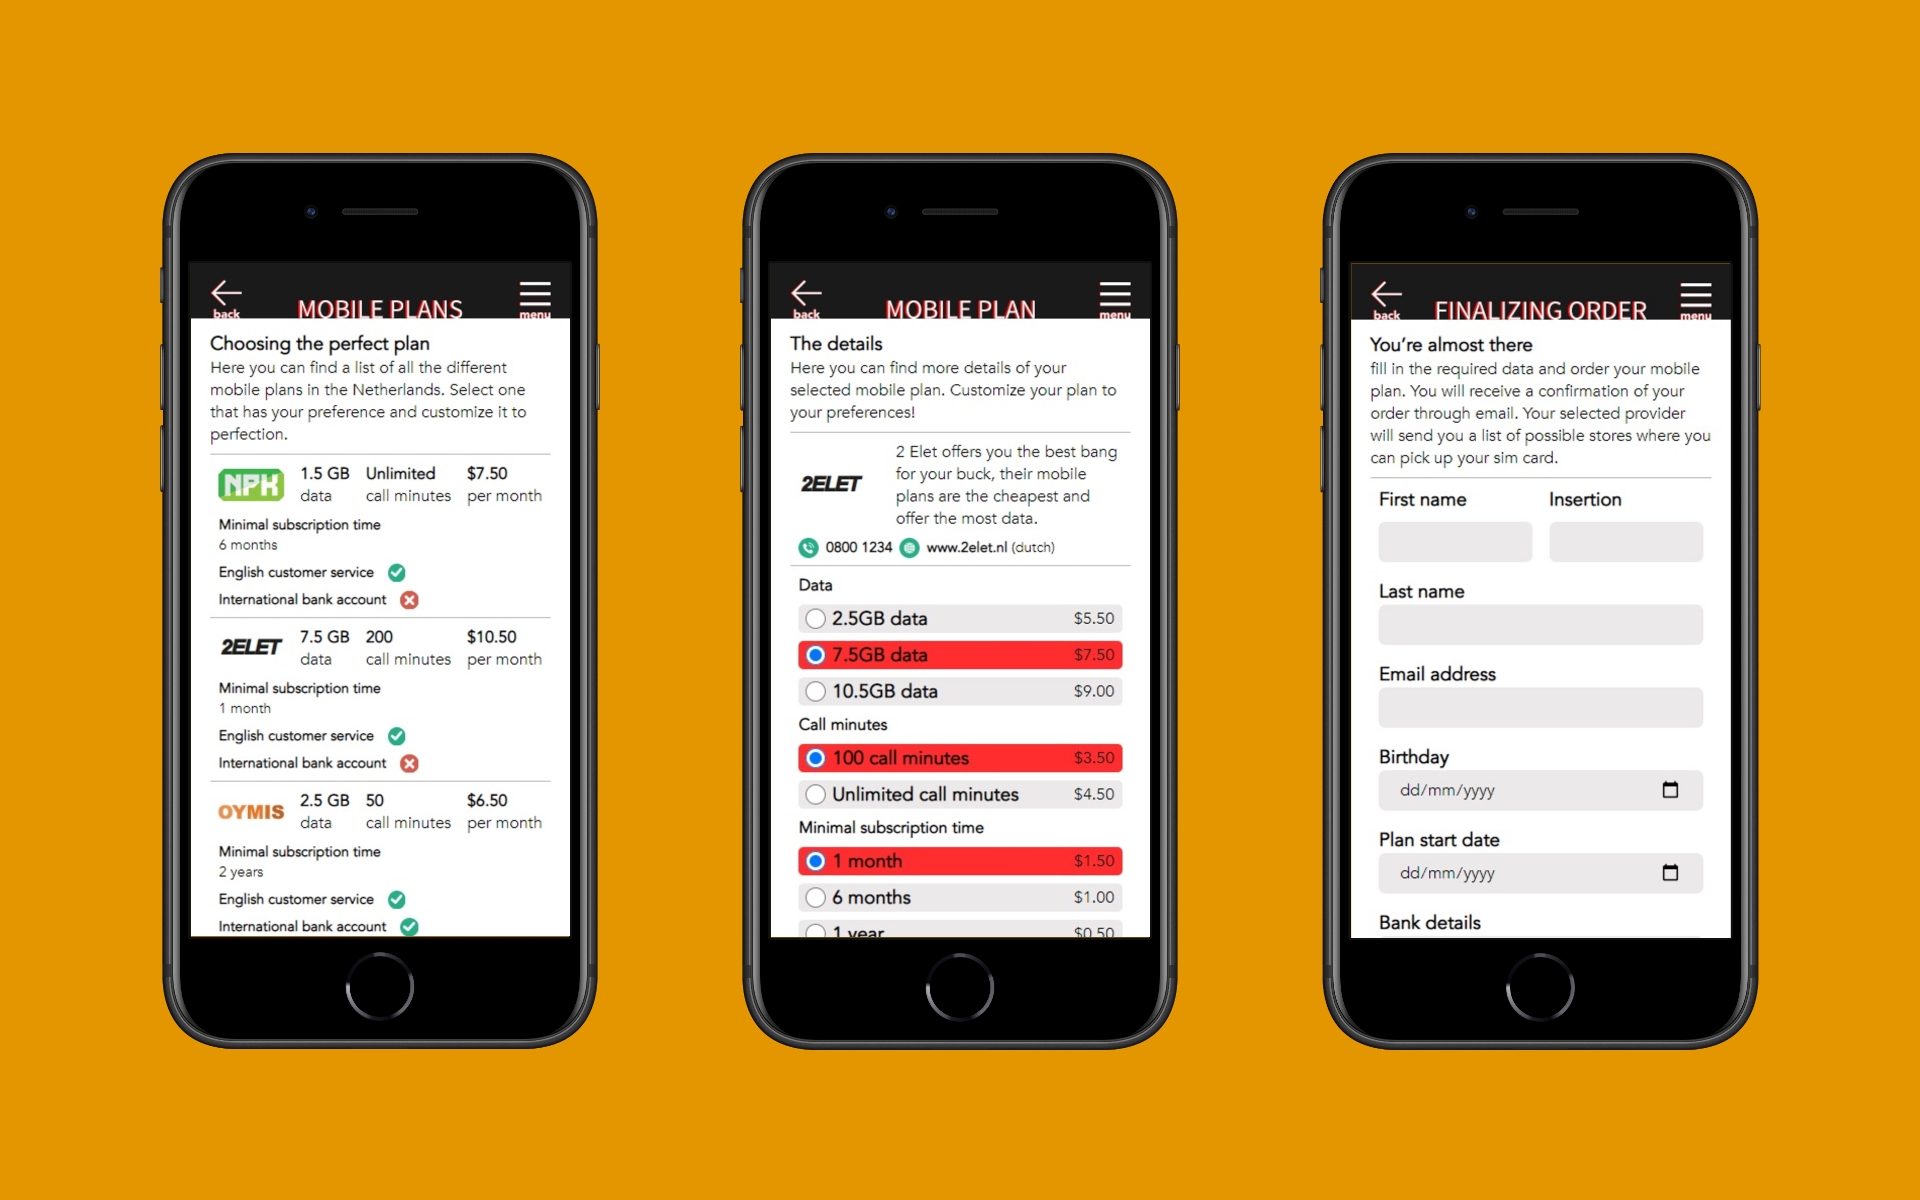 back
MOBILE PLANS
menu
Choosing the perfect plan
Here you can find a list of all the different
mobile plans in the Netherlands. Select one
that has your preference and customize it to
perfection.
NPK
1.5 GB
Unlimited
$7.50
data
call minutes
per month
Minimal subscription time
6 months
English customer service
International bank account
2ELET
7.5 GB
200
$10.50
data
call minutes
per month
Minimal subscription time
1 month
English customer service
International bank account
OYMIS
2.5 GB
50
$6.50
data
call minutes
per month
Minimal subscription time
2 years
English customer service
International bank account
back
MOBILE PLAN
menu
The details
Here you can find more details of your
selected mobile plan. Customize your plan to
your preferences!
2ELET
2 Elet offers you the best bang
for your buck, their mobile
plans are the cheapest and
offer the most data.
0800 1234
www.2elet.nl (dutch)
Data
2.5GB data $5.50
7.5GB data $7.50
10.5GB data $9.00
Call minutes
100 call minutes $3.50
Unlimited call minutes $4.50
Minimal subscription time
1 month $1.50
6 months $1.00
1 year $0.50
back
FINALIZING ORDER
menu
You're almost there
fill in the required data and order your mobile
plan. You will receive a confirmation of your
order through email. Your selected provider
will send you a list of possible stores where you
can pick up your sim card.
First name
Insertion
Last name
Email address
Birthday
dd/mm/yyyy
Plan start date
dd/mm/yyyy
Bank details